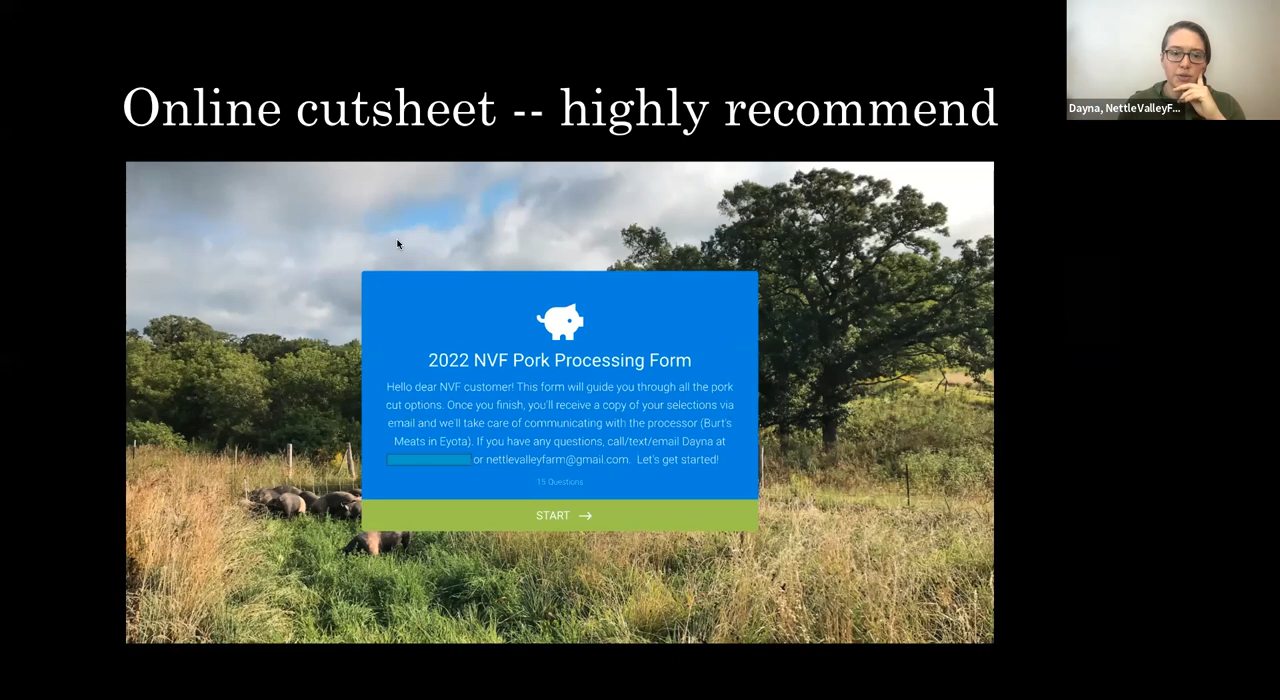 Online cutsheet -- highly recommend
Dayna, NettleValleyF...
2022 NVF Pork Processing Form
Hello dear NVF customer! This form will guide you through all the pork
cut options. Once you finish, you'll receive a copy of your selections via
email and we'll take care of communicating with the processor (Burt's
Meats in Eyota). If you have any questions, call/text/email Dayna at
or nettlevalleyfarm@gmail.com. Let's get started!
15 Questions
START →